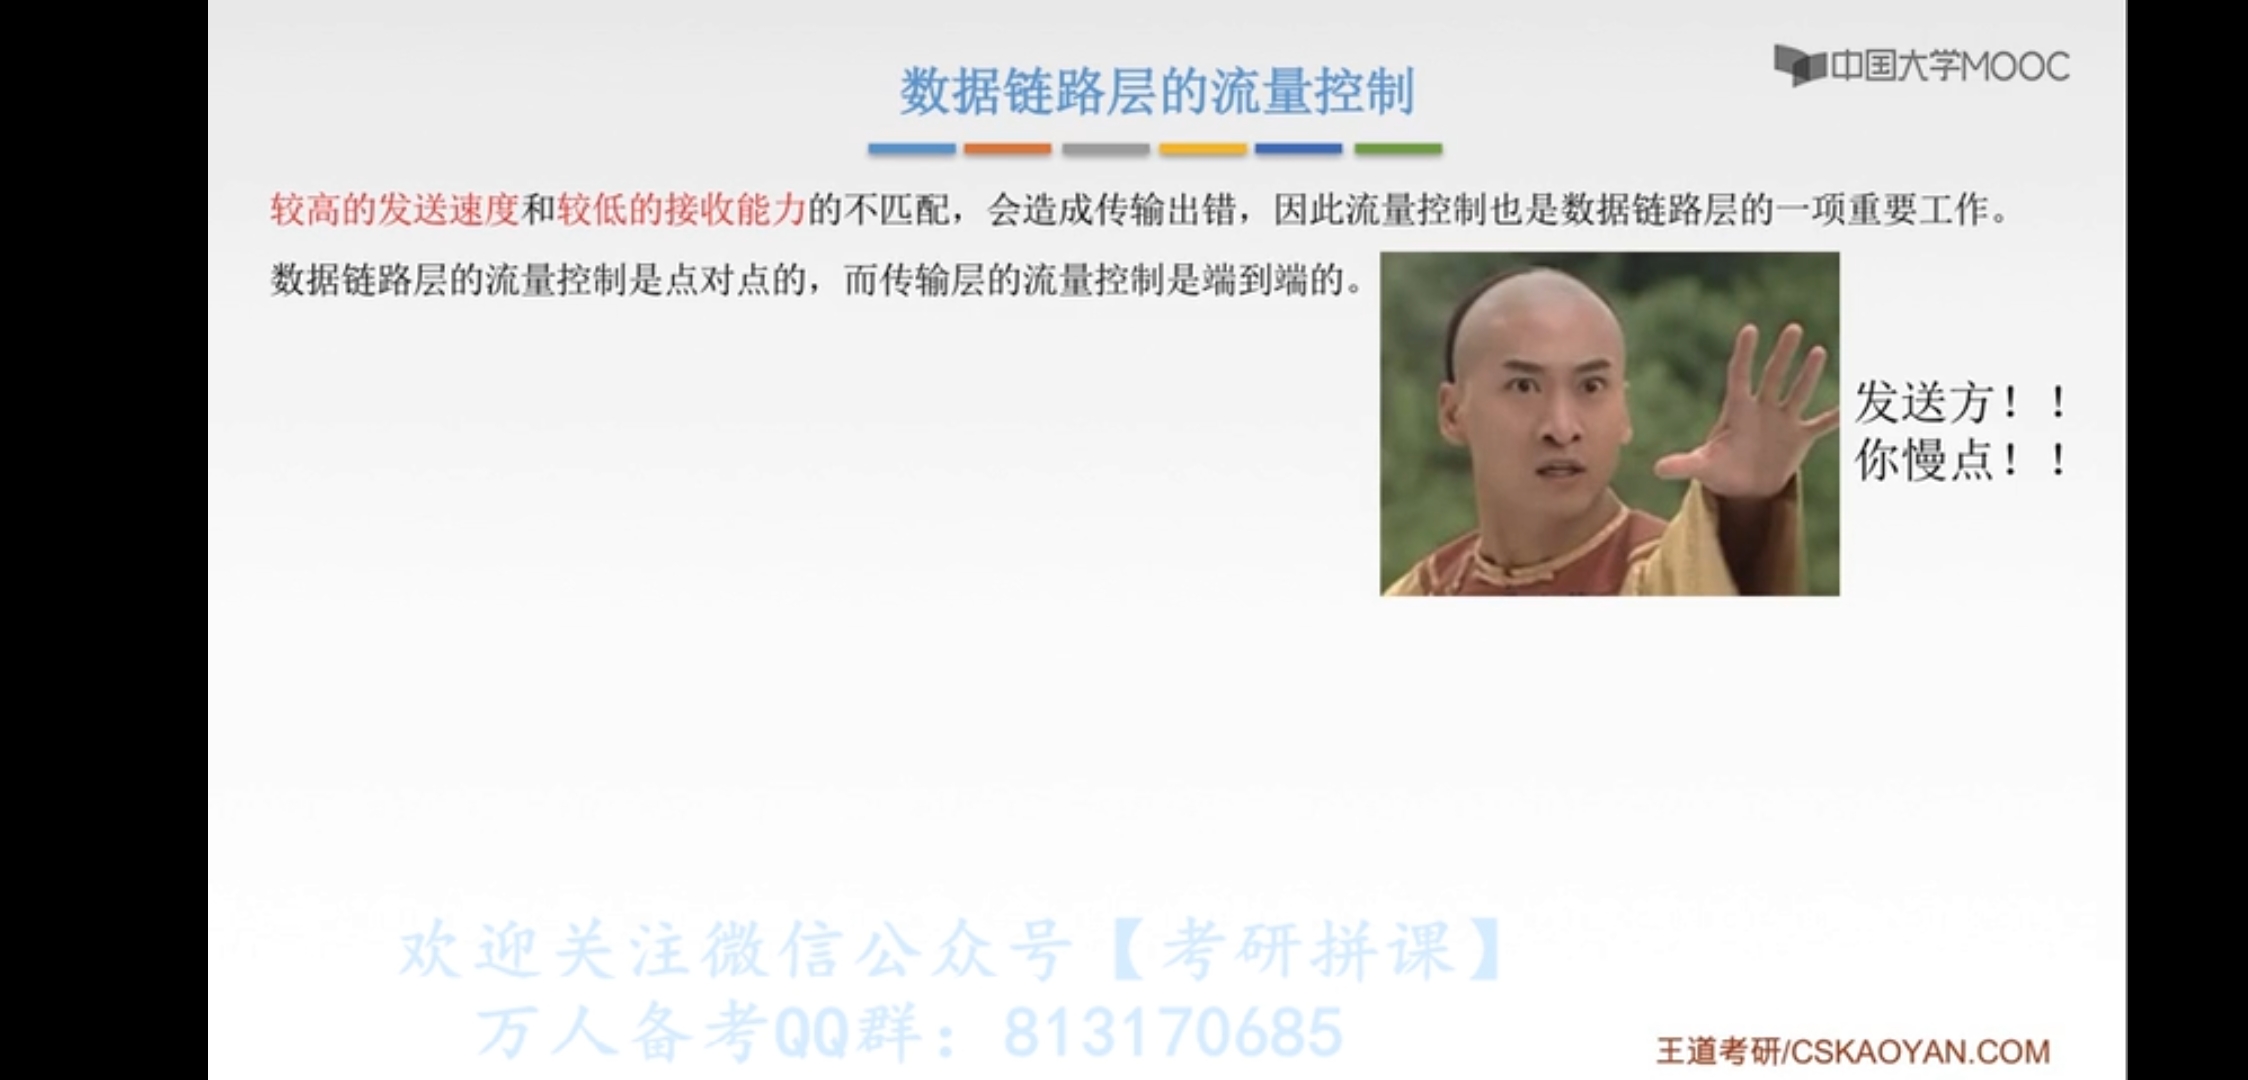 中国大学MOOC
数据链路层的流量控制
较高的发送速度和较低的接收能力的不匹配，会造成传输出错，因此流量控制也是数据链路层的一项重要工作。
数据链路层的流量控制是点对点的，而传输层的流量控制是端到端的。
发送方！！
你慢点！！
欢迎关注微信公众号【考研拼课】
万人备考QQ群：813170685
王道考研/CSKAOYAN.COM